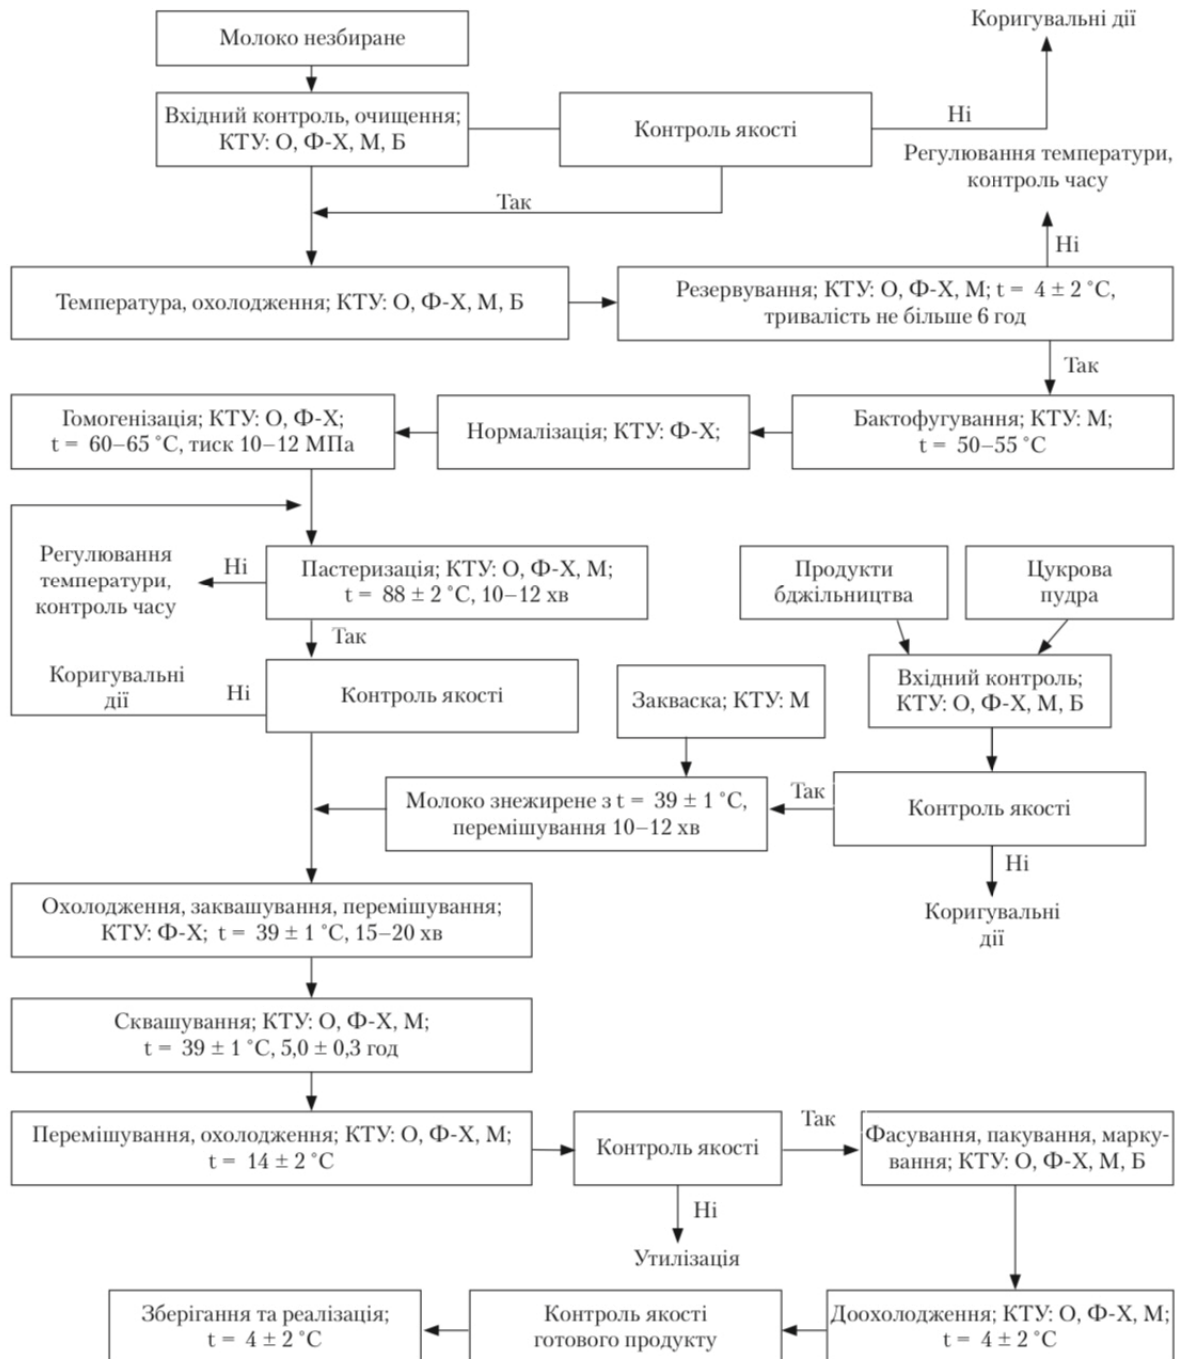 Коригувальні дії
Молоко незбиране
Вхідний контроль, очищення;
КТУ: О, Ф-Х, М, Б
Контроль якості
Ні
Регулювання температури,
контроль часу
Так
Ні
Температура, охолодження; КТУ: О, Ф-Х, М, Б
Резервування; КТУ: О, Ф-Х, М; t = 4 ± 2 °С,
тривалість не більше 6 год
Так
Гомогенізація; КТУ: О, Ф-Х;
t = 60–65 °С, тиск 10–12 МПа
Нормалізація; КТУ: Ф-Х;
Бактофугування; КТУ: М;
t = 50–55 °С
Регулювання
температури,
контроль часу
Ні
Пастеризація; КТУ: О, Ф-Х, М;
t = 88 ± 2 °С, 10–12 хв
Продукти
бджільництва
Цукрова
пудра
Так
Коригувальні
дії
Ні
Контроль якості
Закваска; КТУ: М
Вхідний контроль;
КТУ: О, Ф-Х, М, Б
Молоко знежирене з t = 39 ± 1 °С,
перемішування 10–12 хв
Так
Контроль якості
Ні
Коригувальні
дії
Охолодження, заквашування, перемішування;
КТУ: Ф-Х; t = 39 ± 1 °С, 15–20 хв
Сквашування; КТУ: О, Ф-Х, М;
t = 39 ± 1 °С, 5,0 ± 0,3 год
Перемішування, охолодження; КТУ: О, Ф-Х, М;
t = 14 ± 2 °С
Контроль якості
Так
Фасування, пакування, марку-
вання; КТУ: О, Ф-Х, М, Б
Ні
Утилізація
Зберігання та реалізація;
t = 4 ± 2 °С
Контроль якості
готового продукту
Доохолодження; КТУ: О, Ф-Х, М;
t = 4 ± 2 °С